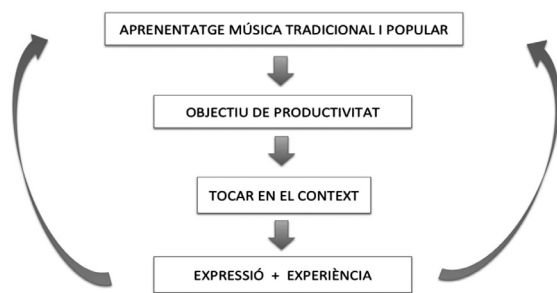 APRENENTATGE MÚSICA TRADICIONAL I POPULAR
OBJECTIU DE PRODUCTIVITAT
TOCAR EN EL CONTEXT
EXPRESSIÓ + EXPERIÈNCIA